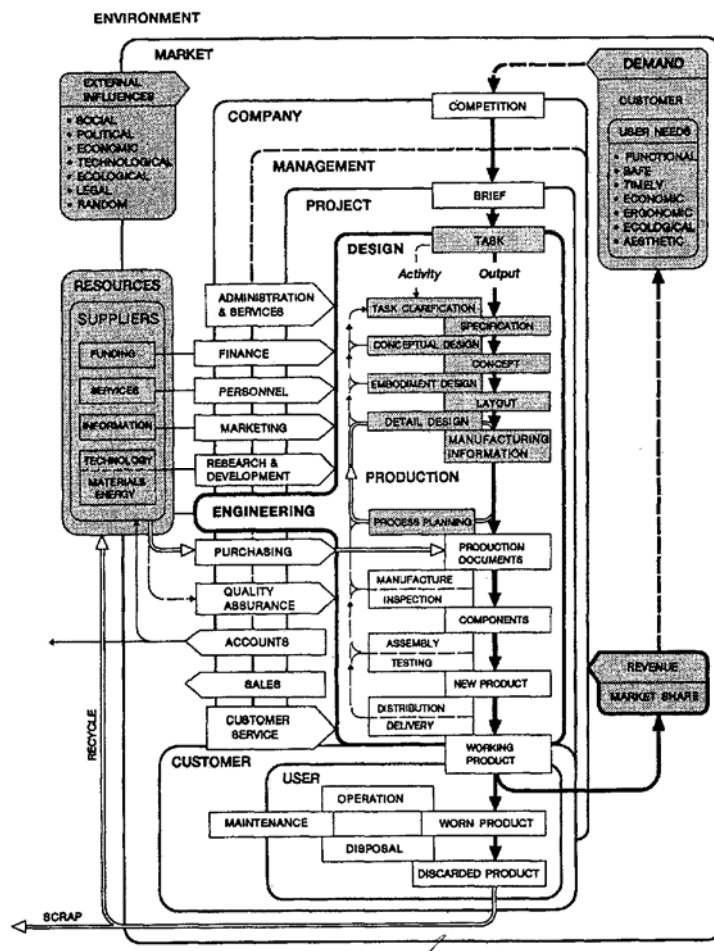 ENVIRONMENT
MARKET
EXTERNAL
INFLUENCES
• SOCIAL
• POLITICAL
• ECONOMIC
• TECHNOLOGICAL
• ECOLOGICAL
• LEGAL
• RANDOM
DEMAND
CUSTOMER
USER NEEDS
• FUNCTIONAL
• SAFE
• TIMELY
• ECONOMIC
• ERGONOMIC
• ECOLOGICAL
• AESTHETIC
COMPANY
COMPETITION
MANAGEMENT
PROJECT
BRIEF
DESIGN
TASK
Activity
Output
RESOURCES
SUPPLIERS
FUNDING
SERVICES
INFORMATION
TECHNOLOGY
MATERIALS
ENERGY
ADMINISTRATION
& SERVICES
FINANCE
PERSONNEL
MARKETING
RESEARCH &
DEVELOPMENT
ENGINEERING
PURCHASING
QUALITY
ASSURANCE
ACCOUNTS
SALES
CUSTOMER
SERVICE
TASK CLARIFICATION
SPECIFICATION
CONCEPTUAL DESIGN
CONCEPT
EMBODIMENT DESIGN
LAYOUT
DETAIL DESIGN
MANUFACTURING
INFORMATION
PRODUCTION
PROCESS PLANNING
PRODUCTION
DOCUMENTS
MANUFACTURE
INSPECTION
COMPONENTS
ASSEMBLY
TESTING
NEW PRODUCT
DISTRIBUTION
DELIVERY
WORKING
PRODUCT
REVENUE
MARKET SHARE
RECYCLE
CUSTOMER
USER
OPERATION
MAINTENANCE
WORN PRODUCT
DISPOSAL
DISCARDED PRODUCT
SCRAP